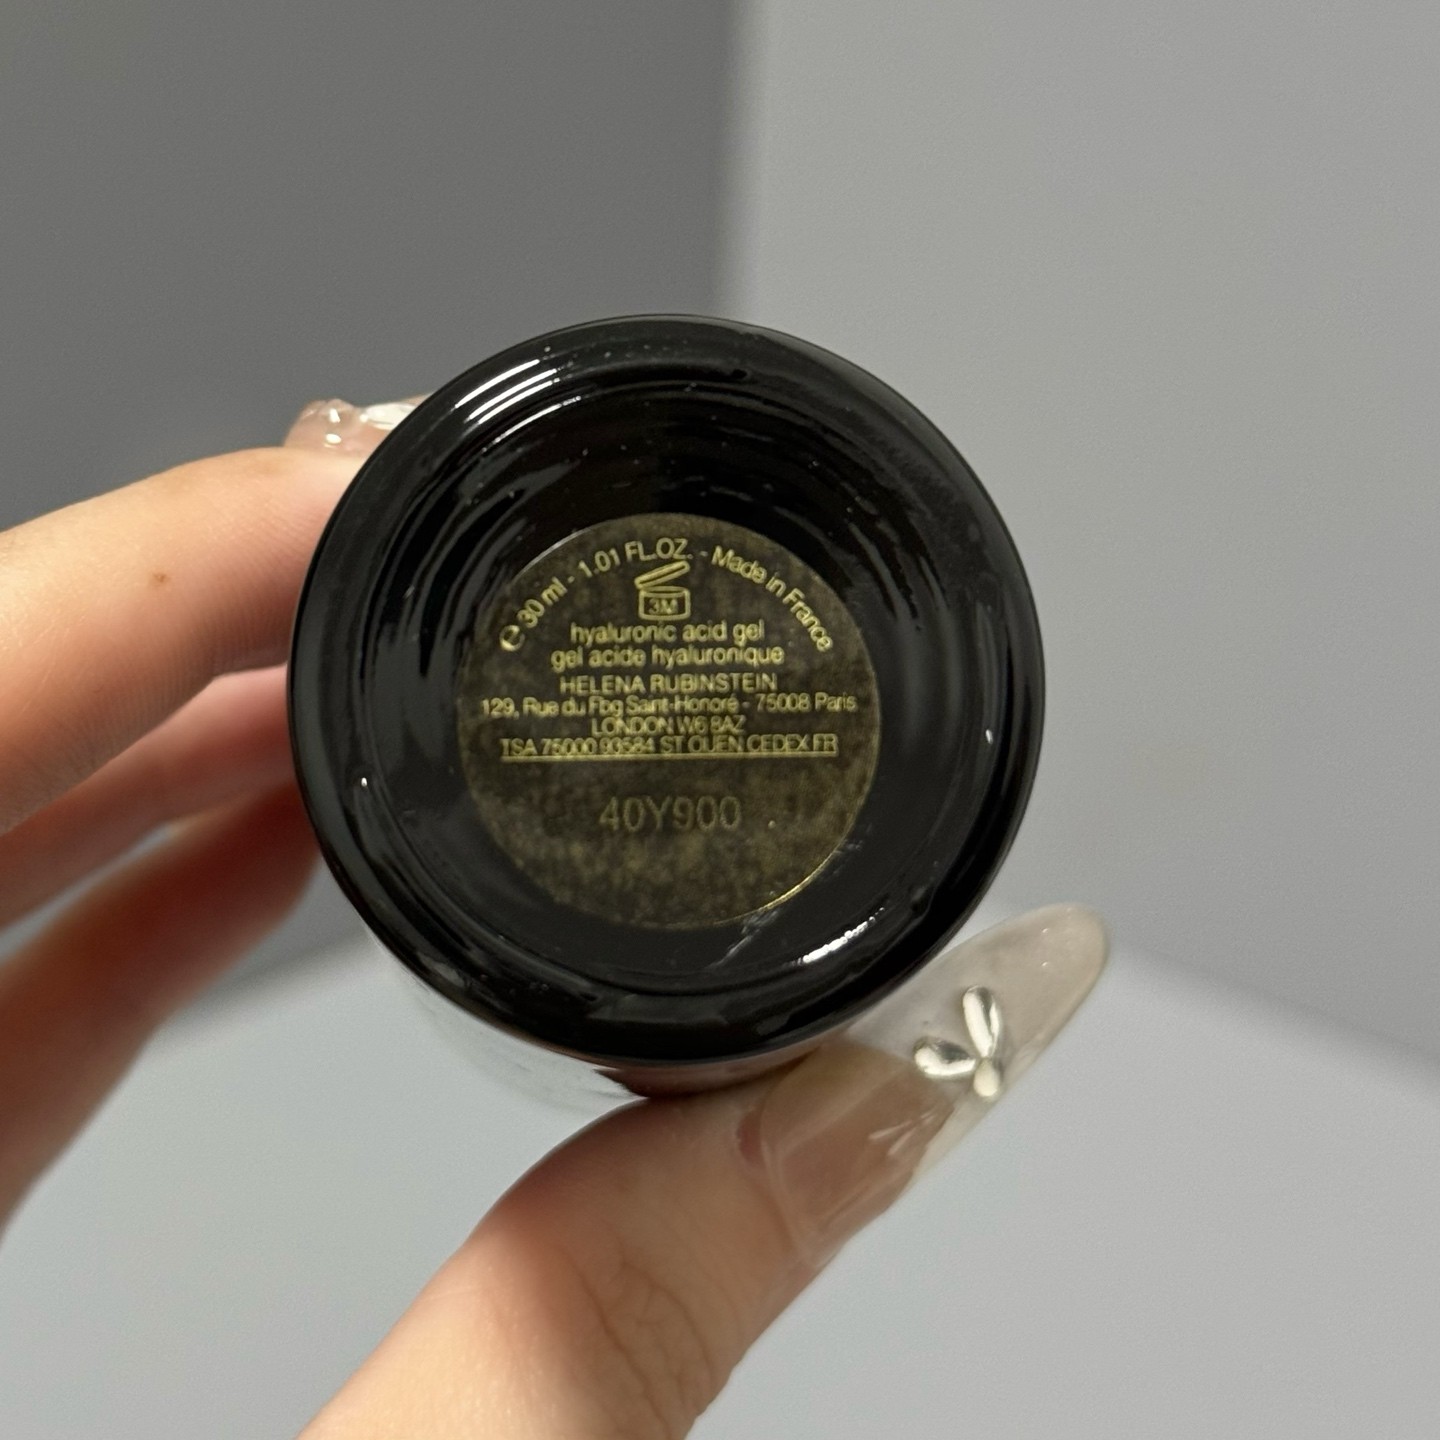 ℮ 30 ml - 1.01 FL.OZ. - Made in France
3M
hyaluronic acid gel
gel acide hyaluronique
HELENA RUBINSTEIN
129, Rue du Fbg Saint-Honoré - 75008 Paris
LONDON W6 8AZ
TSA 75000 93584 ST OUEN CEDEX FR
40Y900